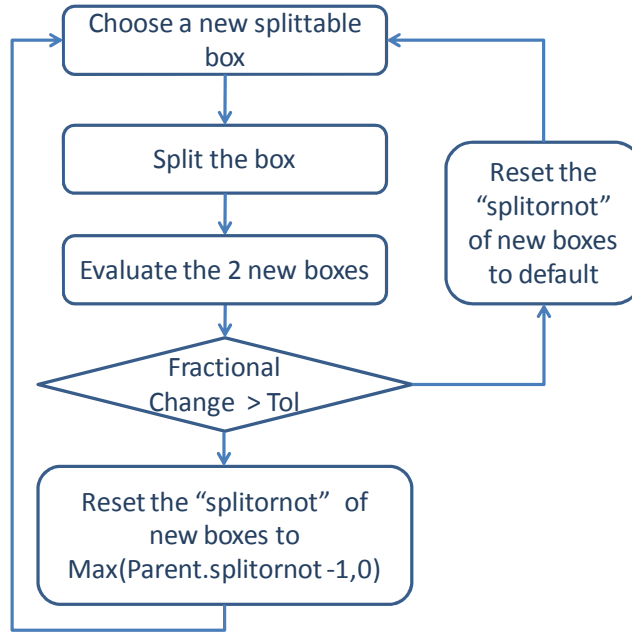 Choose a new splittable
box
Split the box
Evaluate the 2 new boxes
Fractional
Change > Tol
Reset the
“splitornot”
of new boxes
to default
Reset the “splitornot” of
new boxes to
Max(Parent.splitornot -1,0)